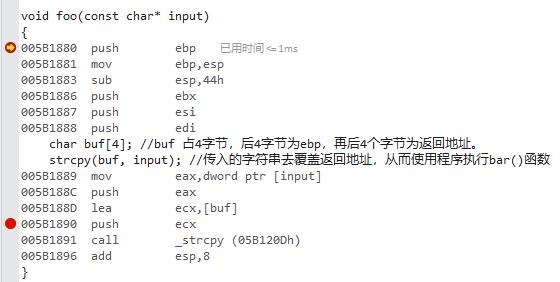 void foo(const char* input)
{
005B1880 push ebp 已用时间 <= 1ms
005B1881 mov ebp,esp
005B1883 sub esp,44h
005B1886 push ebx
005B1887 push esi
005B1888 push edi
char buf[4]; //buf 占4字节，后4字节为ebp，再后4个字节为返回地址。
strcpy(buf, input); //传入的字符串去覆盖返回地址，从而使用程序执行bar()函数
005B1889 mov eax,dword ptr [input]
005B188C push eax
005B188D lea ecx,[buf]
005B1890 push ecx
005B1891 call _strcpy (05B120Dh)
005B1896 add esp,8
}